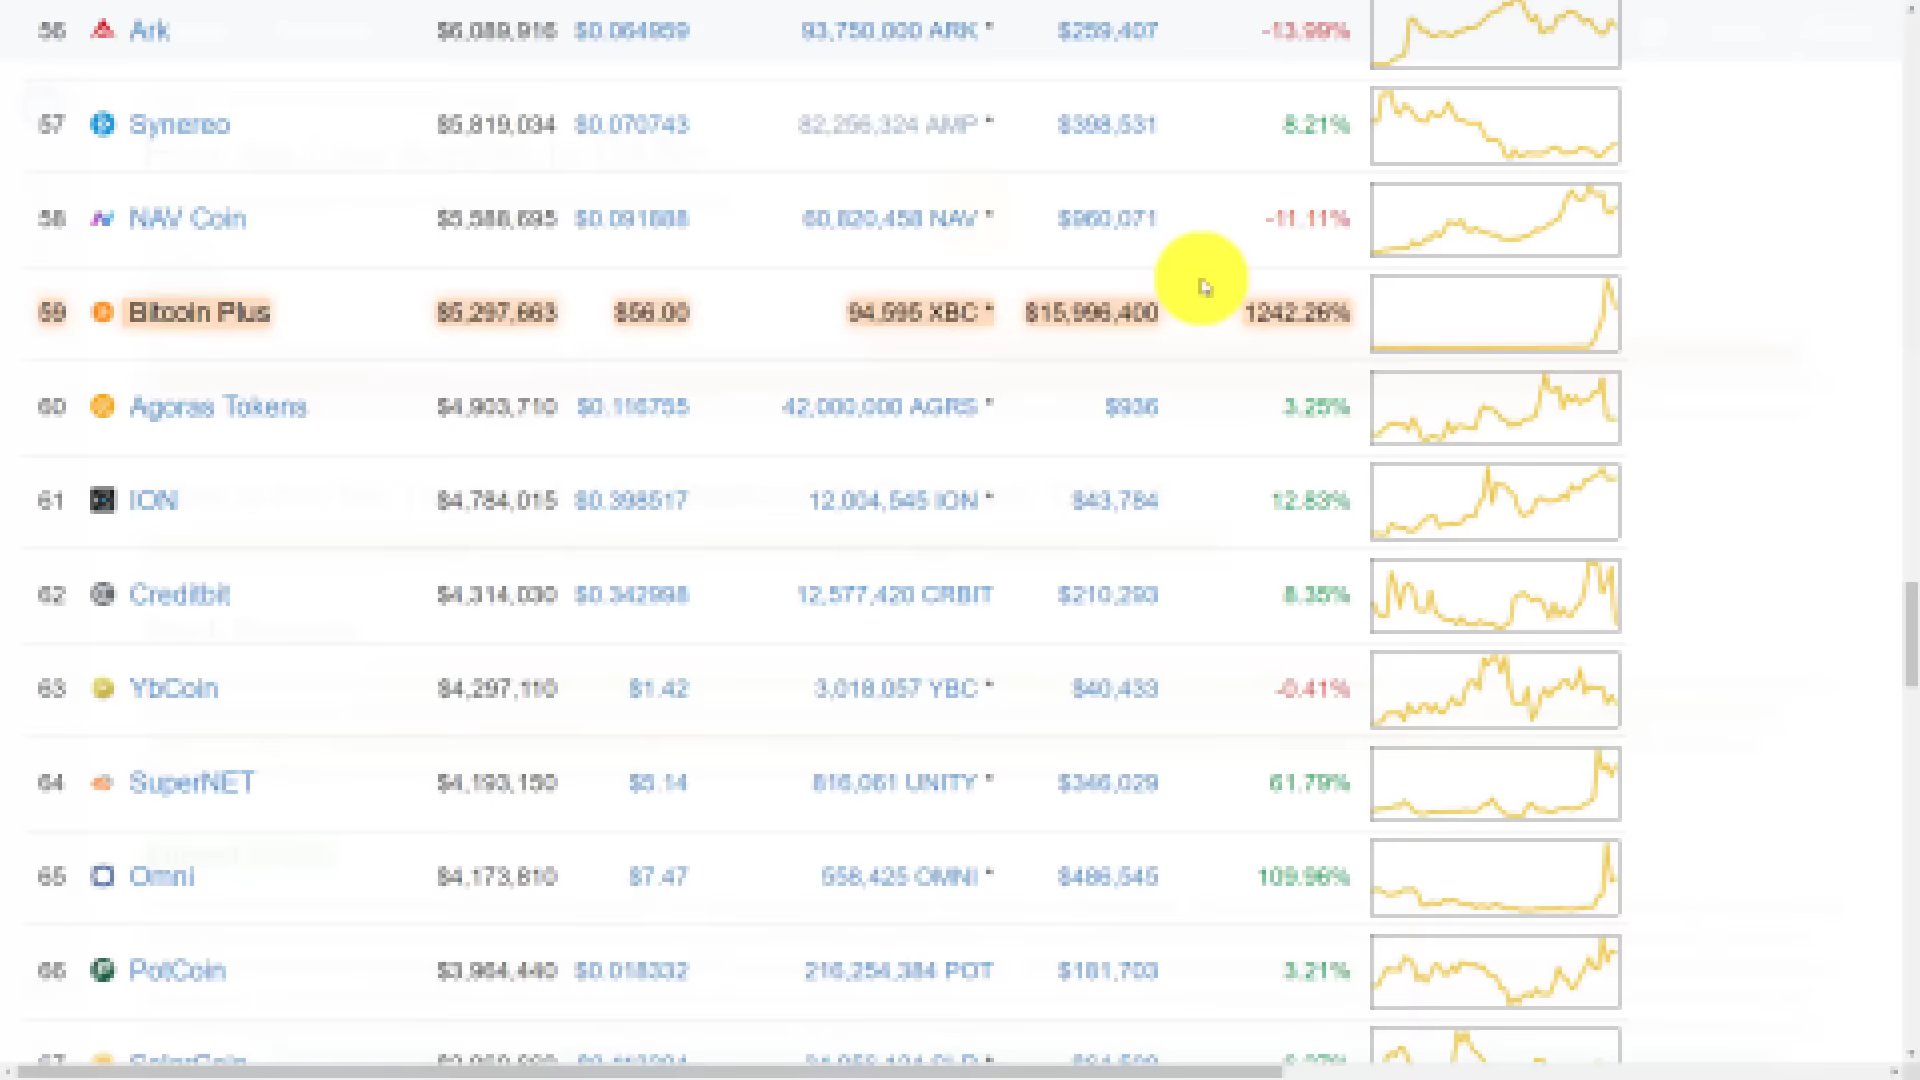 56 Ark $6,089,916 $0.064959 93,750,000 ARK * $259,407 -13.99%
57 Synereo $5,819,034 $0.070743 82,256,324 AMP * $398,531 8.21%
58 NAV Coin $5,588,695 60,820,458 NAV * $960,071 -11.11%
59 Bitcoin Plus $5,297,663 $56.00 94,595 XBC * $15,996,400 1242.26%
60 Agoras Tokens $4,903,710 $0.116755 42,000,000 AGRS * $936 3.25%
61 ION $4,784,015 $0.398517 12,004,545 ION * $43,784 12.83%
62 Creditbit $4,314,030 $0.342998 12,577,420 CRBIT $210,293 8.35%
63 YbCoin $4,297,110 $1.42 3,018,057 YBC * $40,433 -0.41%
64 SuperNET $4,193,150 $5.14 816,061 UNITY * $346,029 61.79%
65 Omni $4,173,810 $7.47 558,425 OMNI * $486,545 109.96%
66 PotCoin $3,964,440 $0.018332 216,254,384 POT $181,703 3.21%
67 SolarCoin